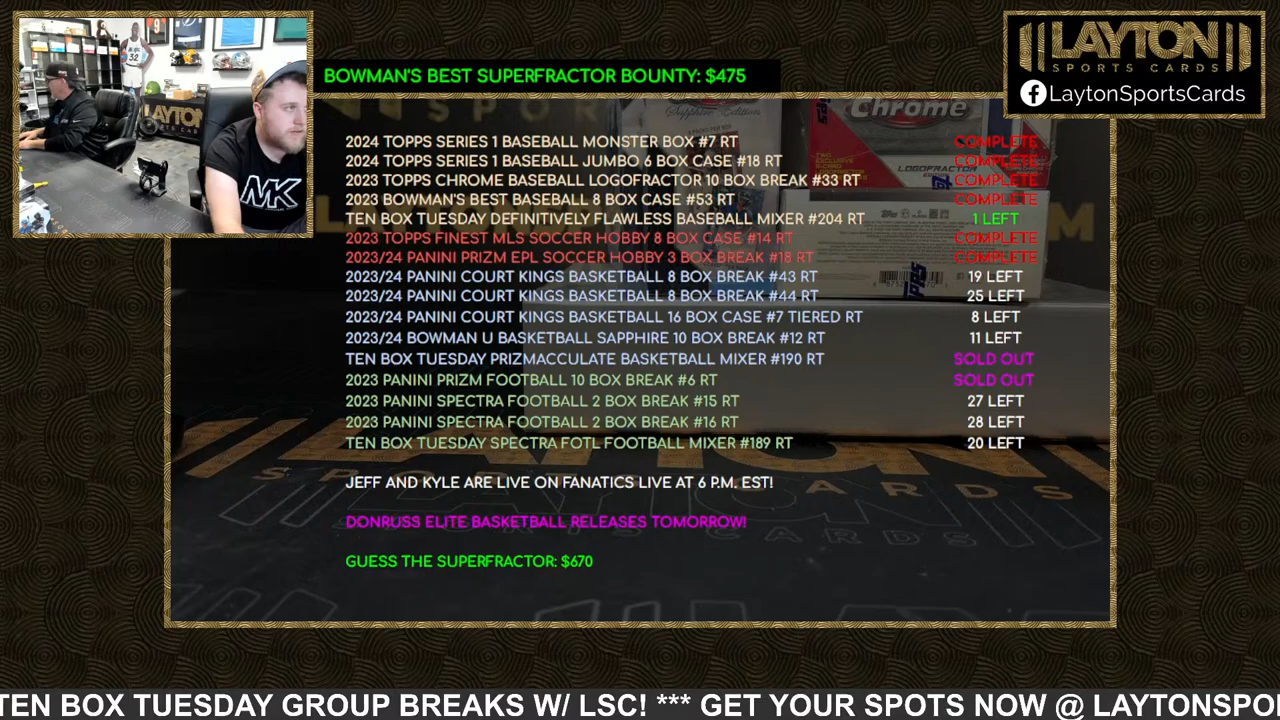 BOWMAN'S BEST SUPERFRACTOR BOUNTY: $475
LAYTON
SPORTS CARDS
LaytonSportsCards
2024 TOPPS SERIES 1 BASEBALL MONSTER BOX #7 RT COMPLETE
2024 TOPPS SERIES 1 BASEBALL JUMBO 6 BOX CASE #18 RT COMPLETE
2023 TOPPS CHROME BASEBALL LOGOFRACTOR 10 BOX BREAK #33 RT COMPLETE
2023 BOWMAN'S BEST BASEBALL 8 BOX CASE #53 RT COMPLETE
TEN BOX TUESDAY DEFINITIVELY FLAWLESS BASEBALL MIXER #204 RT 1 LEFT
2023 TOPPS FINEST MLS SOCCER HOBBY 8 BOX CASE #14 RT COMPLETE
2023/24 PANINI PRIZM EPL SOCCER HOBBY 3 BOX BREAK #18 RT COMPLETE
2023/24 PANINI COURT KINGS BASKETBALL 8 BOX BREAK #43 RT 19 LEFT
2023/24 PANINI COURT KINGS BASKETBALL 8 BOX BREAK #44 RT 25 LEFT
2023/24 PANINI COURT KINGS BASKETBALL 16 BOX CASE #7 TIERED RT 8 LEFT
2023/24 BOWMAN U BASKETBALL SAPPHIRE 10 BOX BREAK #12 RT 11 LEFT
TEN BOX TUESDAY PRIZMACCULATE BASKETBALL MIXER #190 RT SOLD OUT
2023 PANINI PRIZM FOOTBALL 10 BOX BREAK #6 RT SOLD OUT
2023 PANINI SPECTRA FOOTBALL 2 BOX BREAK #15 RT 27 LEFT
2023 PANINI SPECTRA FOOTBALL 2 BOX BREAK #16 RT 28 LEFT
TEN BOX TUESDAY SPECTRA FOTL FOOTBALL MIXER #189 RT 20 LEFT
JEFF AND KYLE ARE LIVE ON FANATICS LIVE AT 6 P.M. EST!
DONRUSS ELITE BASKETBALL RELEASES TOMORROW!
GUESS THE SUPERFRACTOR: $670
Chrome
LOGOFRACTOR
MK
LAYTON
32
TEN BOX TUESDAY GROUP BREAKS W/ LSC! *** GET YOUR SPOTS NOW @ LAYTONSPO